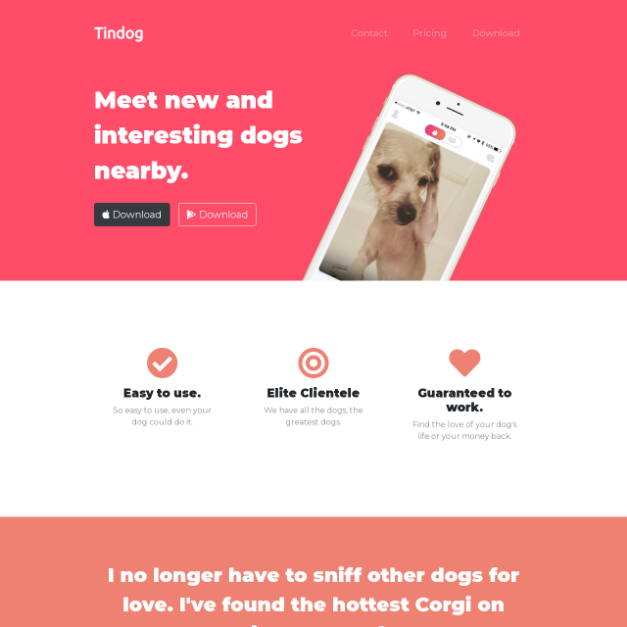 Tindog
Contact Pricing Download
Meet new and
interesting dogs
nearby.
Download Download
Easy to use.
So easy to use, even your
dog could do it.
Elite Clientele
We have all the dogs, the
greatest dogs.
Guaranteed to
work.
Find the love of your dog's
life or your money back.
I no longer have to sniff other dogs for
love. I've found the hottest Corgi on